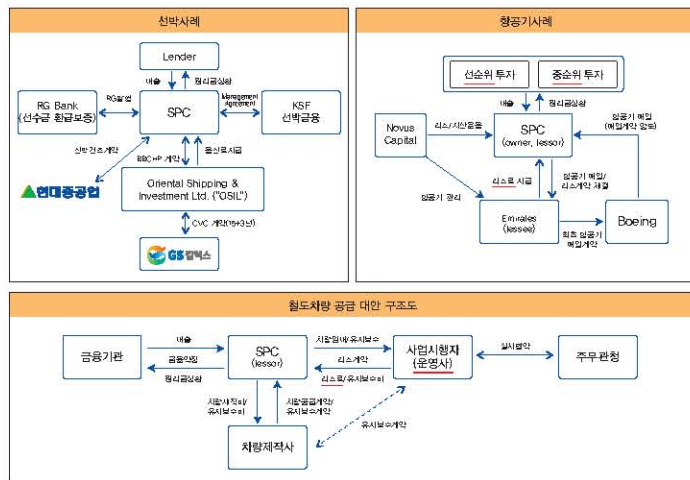 선박사례
Lender
대출
원리금상환
RG Bank
(선수금 환급보증)
RG발행
SPC
Management
Agreement
KSF
선박금융
선박건조계약
BBCHP 계약
용선료지급
현대중공업
Oriental Shipping &
Investment Ltd. ("OSIL")
CVC 계약(15+3년)
GS 칼텍스
항공기사례
선순위 투자
중순위 투자
대출
원리금상환
Novus
Capital
리스/자산운용
SPC
(owner, lessor)
항공기 매입
(매입계약 양도)
항공기 관리
리스료 지급
항공기 매입/
리스계약 체결
Emirates
(lessee)
최초 항공기
매입계약
Boeing
철도차량 공급 대안 구조도
금융기관
대출
금융약정
원리금상환
SPC
(lessor)
차량임대/유지보수
리스계약
리스료/유지보수비
사업시행자
(운영사)
실시협약
주무관청
차량제작비/
유지보수비
차량공급계약/
유지보수계약
유지보수계약
차량제작사